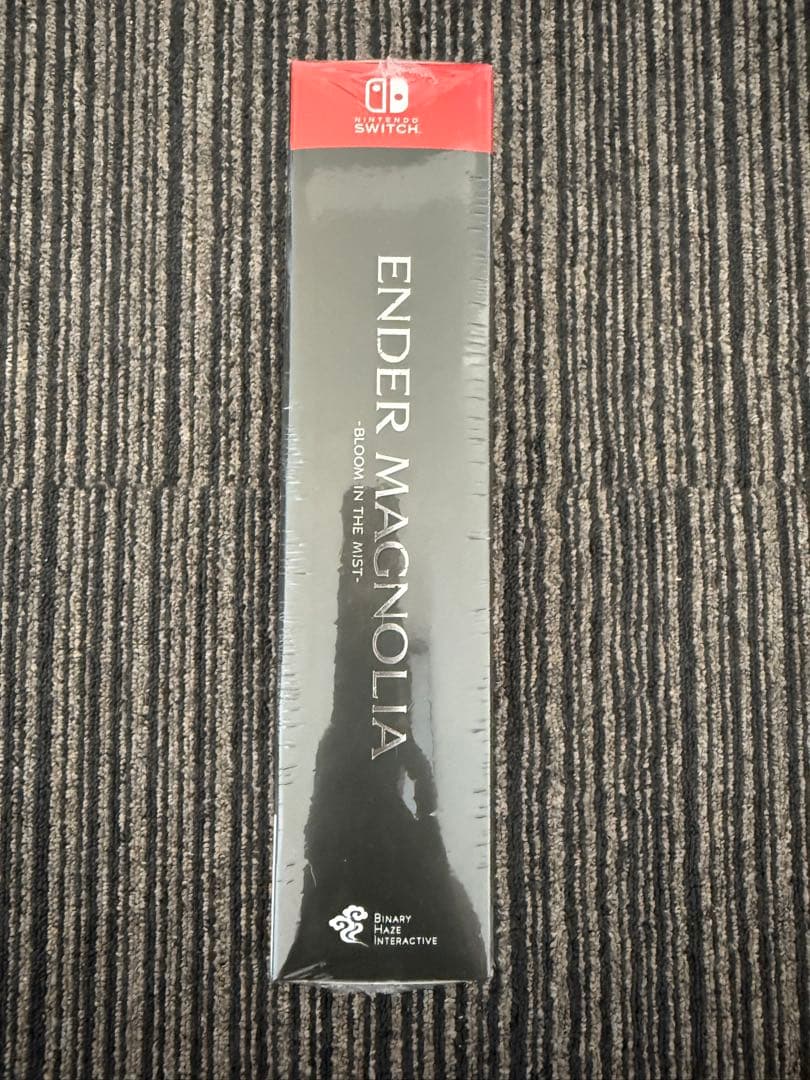 NINTENDO
SWITCH
ENDER MAGNOLIA
-BLOOM IN THE MIST-
BINARY
HAZE
INTERACTIVE